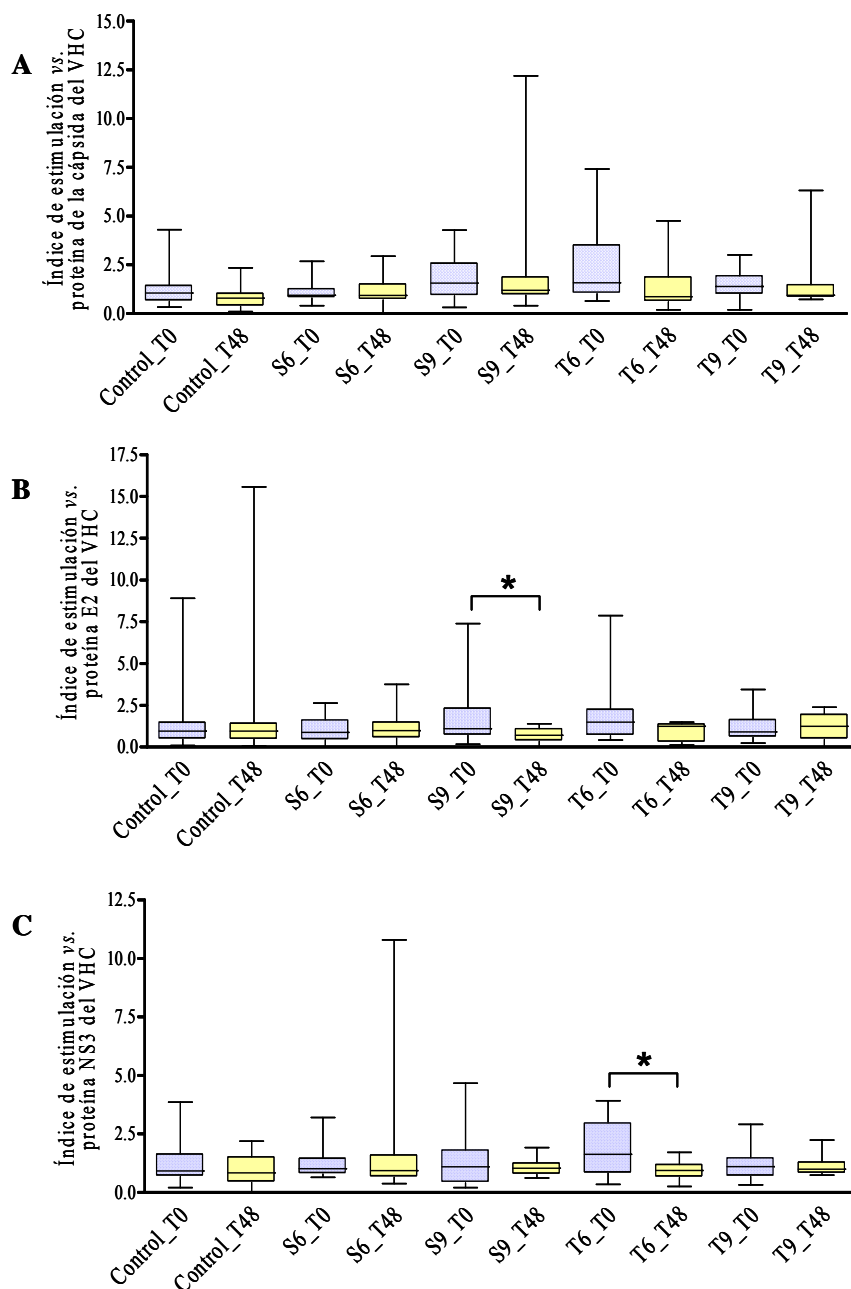 A
Índice de estimulación vs.
proteína de la cápsida del VHC
15.0
12.5
7.5
5.0
2.5
0.0
Control_T0
Control_T48
S6_T0
S6_T48
S9_T0
S9_T48
T6_T0
T6_T48
T9_T0
T9_T48
B
Índice de estimulación vs.
proteína E2 del VHC
17.5
15.0
12.5
10.0
7.5
5.0
2.5
0.0
*
Control_T0
Control_T48
S6_T0
S6_T48
S9_T0
S9_T48
T6_T0
T6_T48
T9_T0
T9_T48
C
Índice de estimulación vs.
proteína NS3 del VHC
12.5
10.0
7.5
5.0
2.5
0.0
*
Control_T0
Control_T48
S6_T0
S6_T48
S9_T0
S9_T48
T6_T0
T6_T48
T9_T0
T9_T48